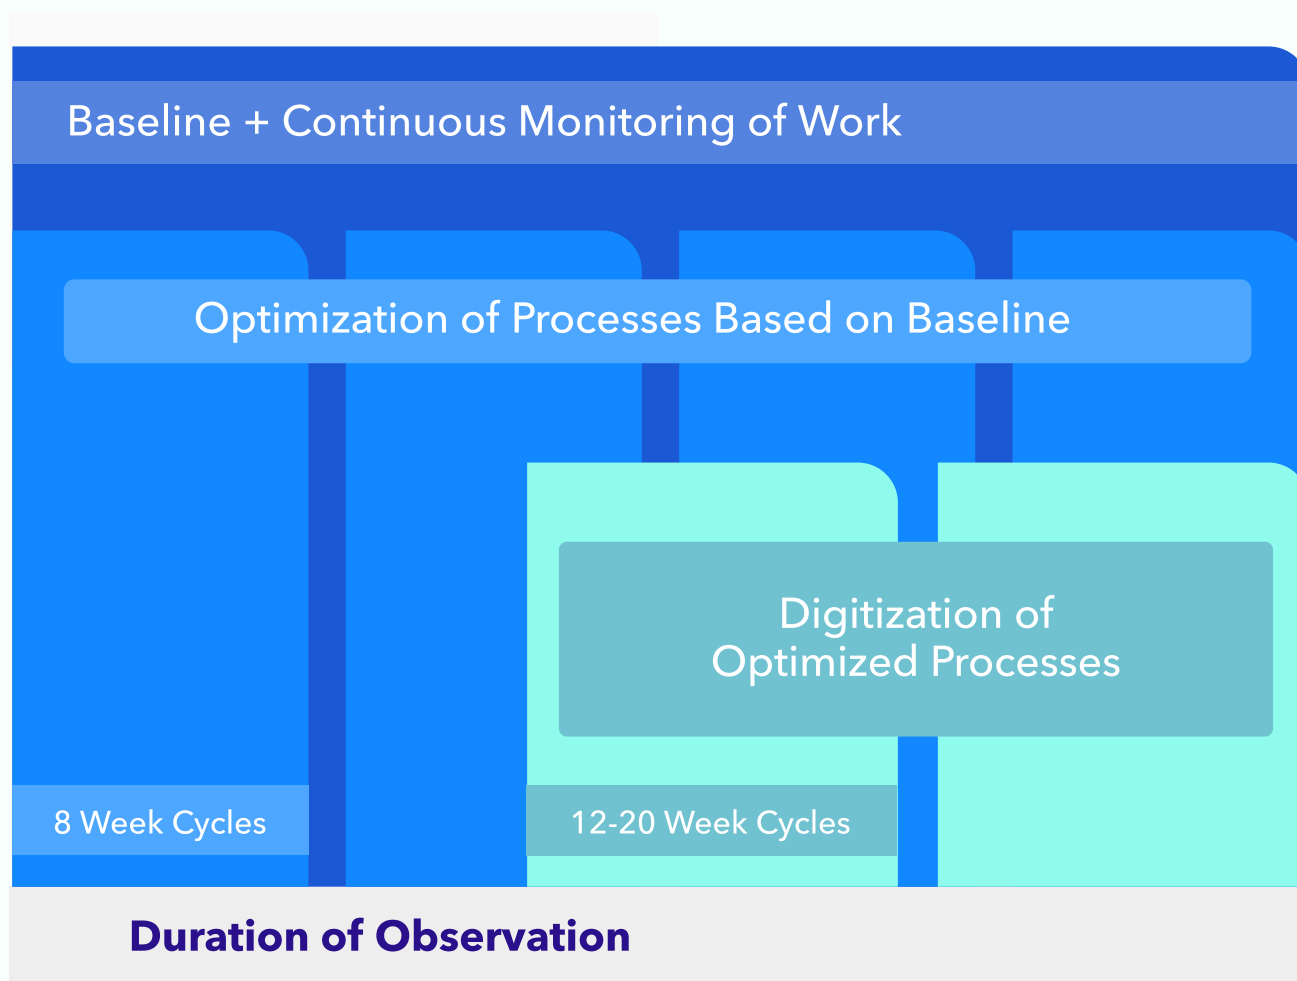 Baseline + Continuous Monitoring of Work
Optimization of Processes Based on Baseline
Digitization of
Optimized Processes
8 Week Cycles
12-20 Week Cycles
Duration of Observation